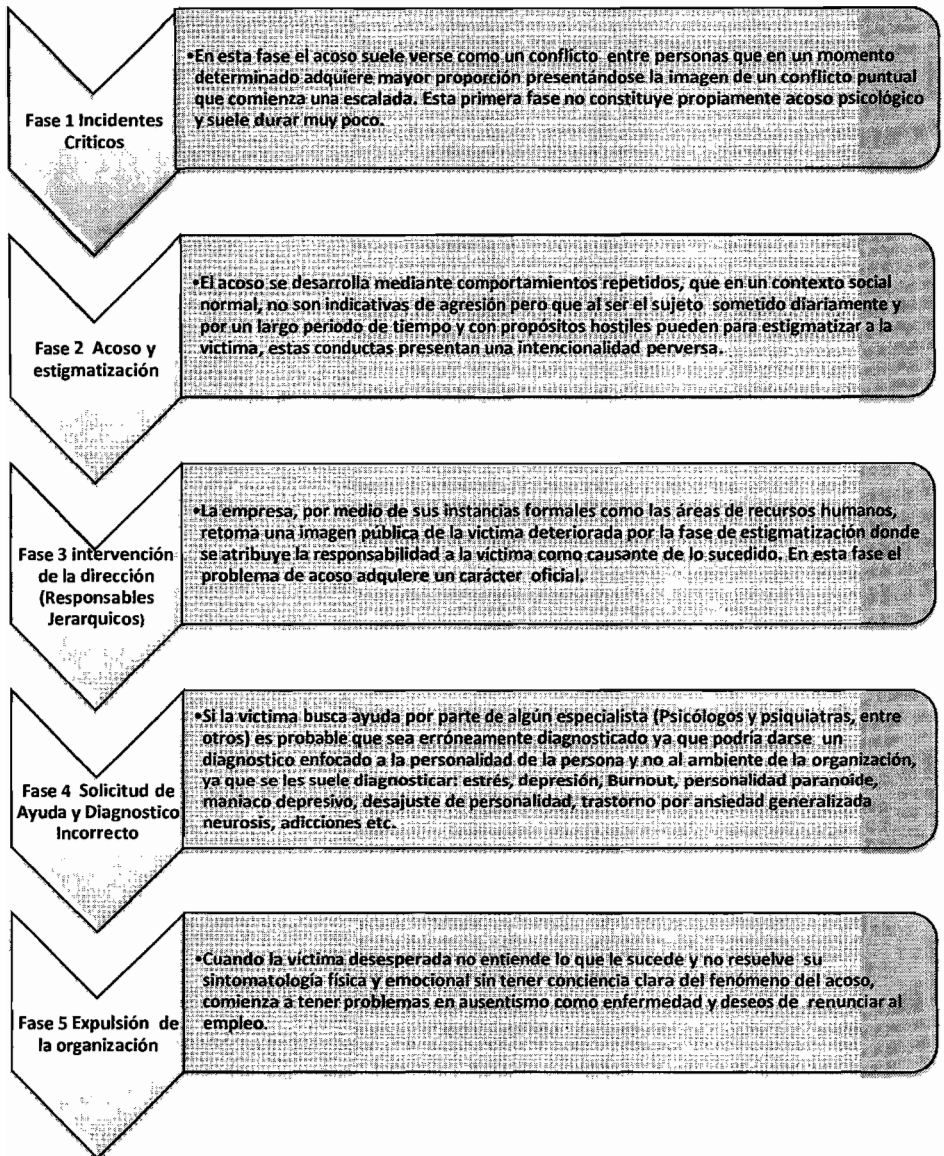 Fase 1 Incidentes
Criticos
•En esta fase el acoso suele verse como un conflicto entre personas que en un momento
determinado adquiere mayor proporción presentándose la imagen de un conflicto puntual
que comienza una escalada. Esta primera fase no constituye propiamente acoso psicológico
y suele durar muy poco.
Fase 2 Acoso y
estigmatización
•El acoso se desarrolla mediante comportamientos repetidos, que en un contexto social
normal, no son indicativas de agresión pero que al ser el sujeto sometido diariamente y
por un largo periodo de tiempo y con propósitos hostiles pueden para estigmatizar a la
victima, estas conductas presentan una intencionalidad perversa.
Fase 3 intervención
de la dirección
(Responsables
Jerarquicos)
•La empresa, por medio de sus instancias formales como las áreas de recursos humanos,
retoma una imagen pública de la victima deteriorada por la fase de estigmatización donde
se atribuye la responsabilidad a la victima como causante de lo sucedido. En esta fase el
problema de acoso adquiere un carácter oficial.
Fase 4 Solicitud de
Ayuda y Diagnostico
Incorrecto
•Si la victima busca ayuda por parte de algún especialista (Psicólogos y psiquiatras, entre
otros) es probable que sea erróneamente diagnosticado ya que podría darse un
diagnostico enfocado a la personalidad de la persona y no al ambiente de la organización,
ya que se les suele diagnosticar: estrés, depresión, Burnout, personalidad paranoide,
maniaco depresivo, desajuste de personalidad, trastorno por ansiedad generalizada
neurosis, adicciones etc.
Fase 5 Expulsión de
la organización
•Cuando la víctima desesperada no entiende lo que le sucede y no resuelve su
sintomatología física y emocional sin tener conciencia clara del fenómeno del acoso,
comienza a tener problemas en ausentismo como enfermedad y deseos de renunciar al
empleo.